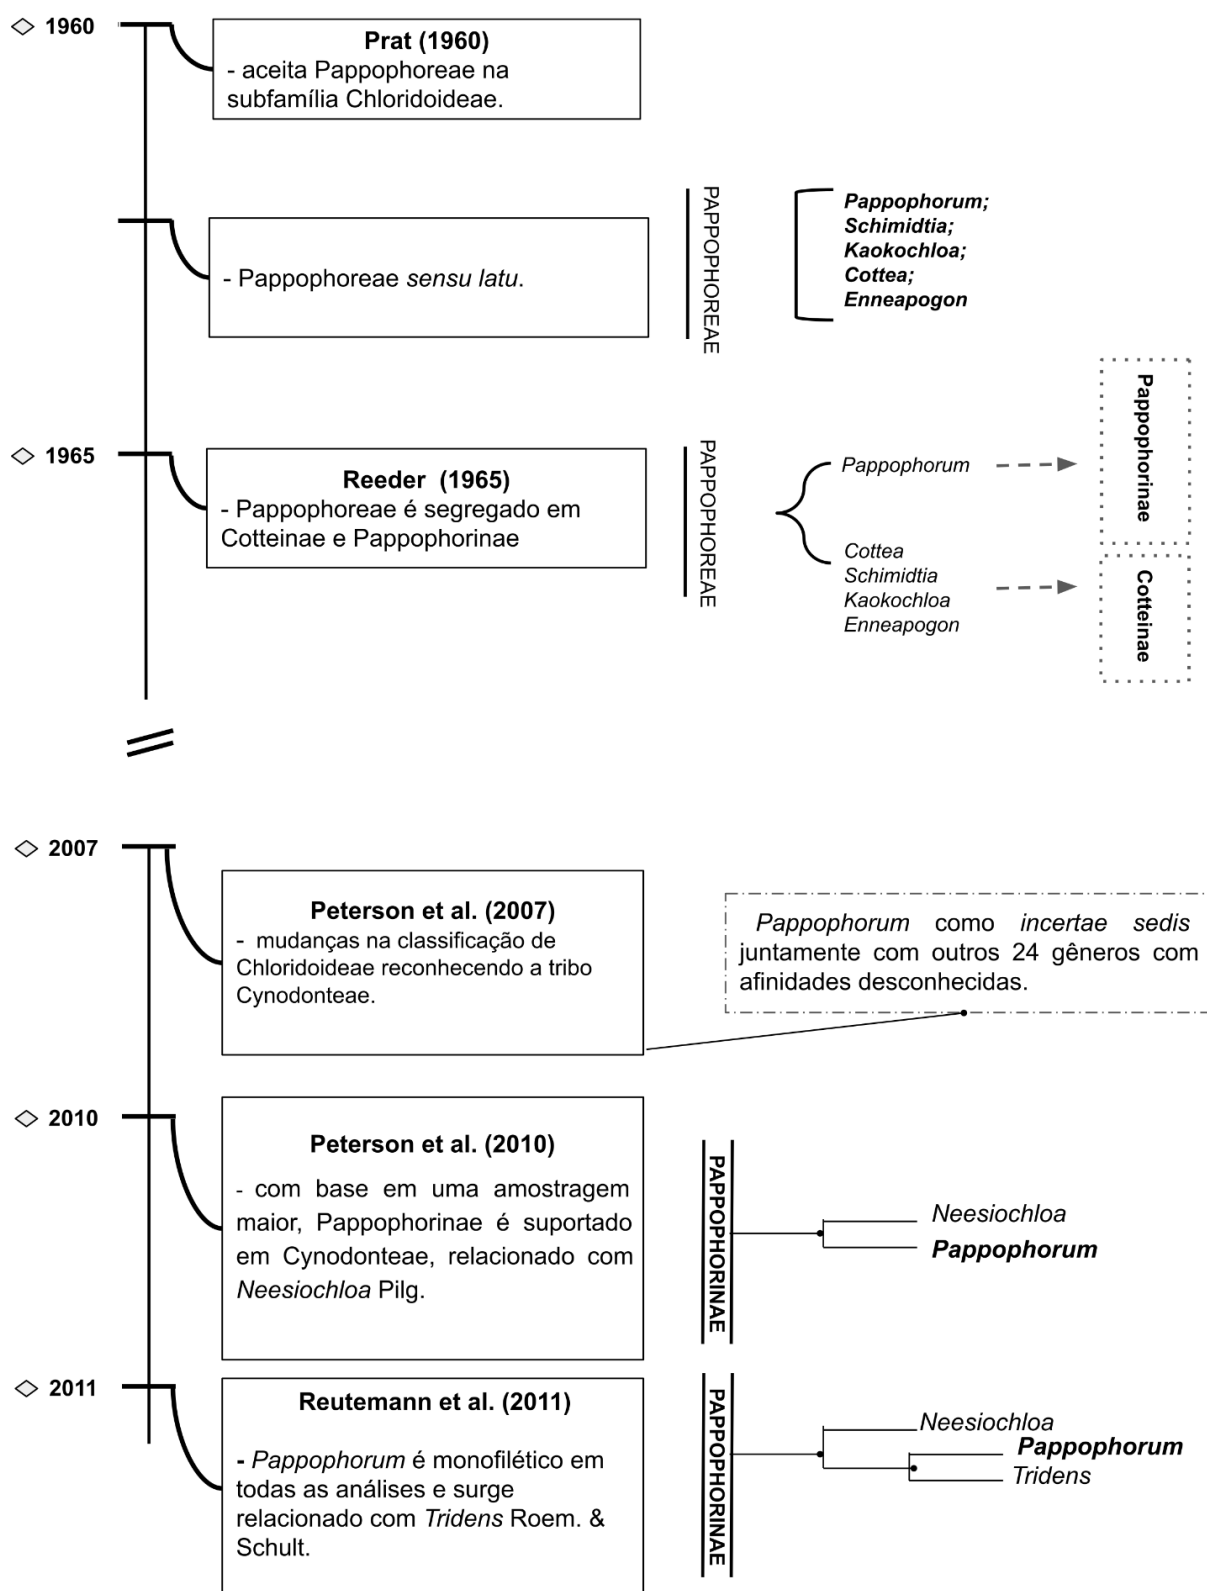 1960
Prat (1960)
- aceita Pappophoreae na
subfamília Chloridoideae.
- Pappophoreae sensu latu.
PAPPOPHOREAE
Pappophorum;
Schimidtia;
Kaokochloa;
Cottea;
Enneapogon
1965
Reeder (1965)
- Pappophoreae é segregado em
Cotteinae e Pappophorinae
PAPPOPHOREAE
Pappophorum
Cottea
Schimidtia
Kaokochloa
Enneapogon
Pappophorinae
Cotteinae
2007
Peterson et al. (2007)
- mudanças na classificação de
Chloridoideae reconhecendo a tribo
Cynodonteae.
Pappophorum como incertae sedis
juntamente com outros 24 gêneros com
afinidades desconhecidas.
2010
Peterson et al. (2010)
- com base em uma amostragem
maior, Pappophorinae é suportado
em Cynodonteae, relacionado com
Neesiochloa Pilg.
PAPPOPHORINAE
Neesiochloa
Pappophorum
2011
Reutemann et al. (2011)
- Pappophorum é monofilético em
todas as análises e surge
relacionado com Tridens Roem. &
Schult.
PAPPOPHORINAE
Neesiochloa
Pappophorum
Tridens